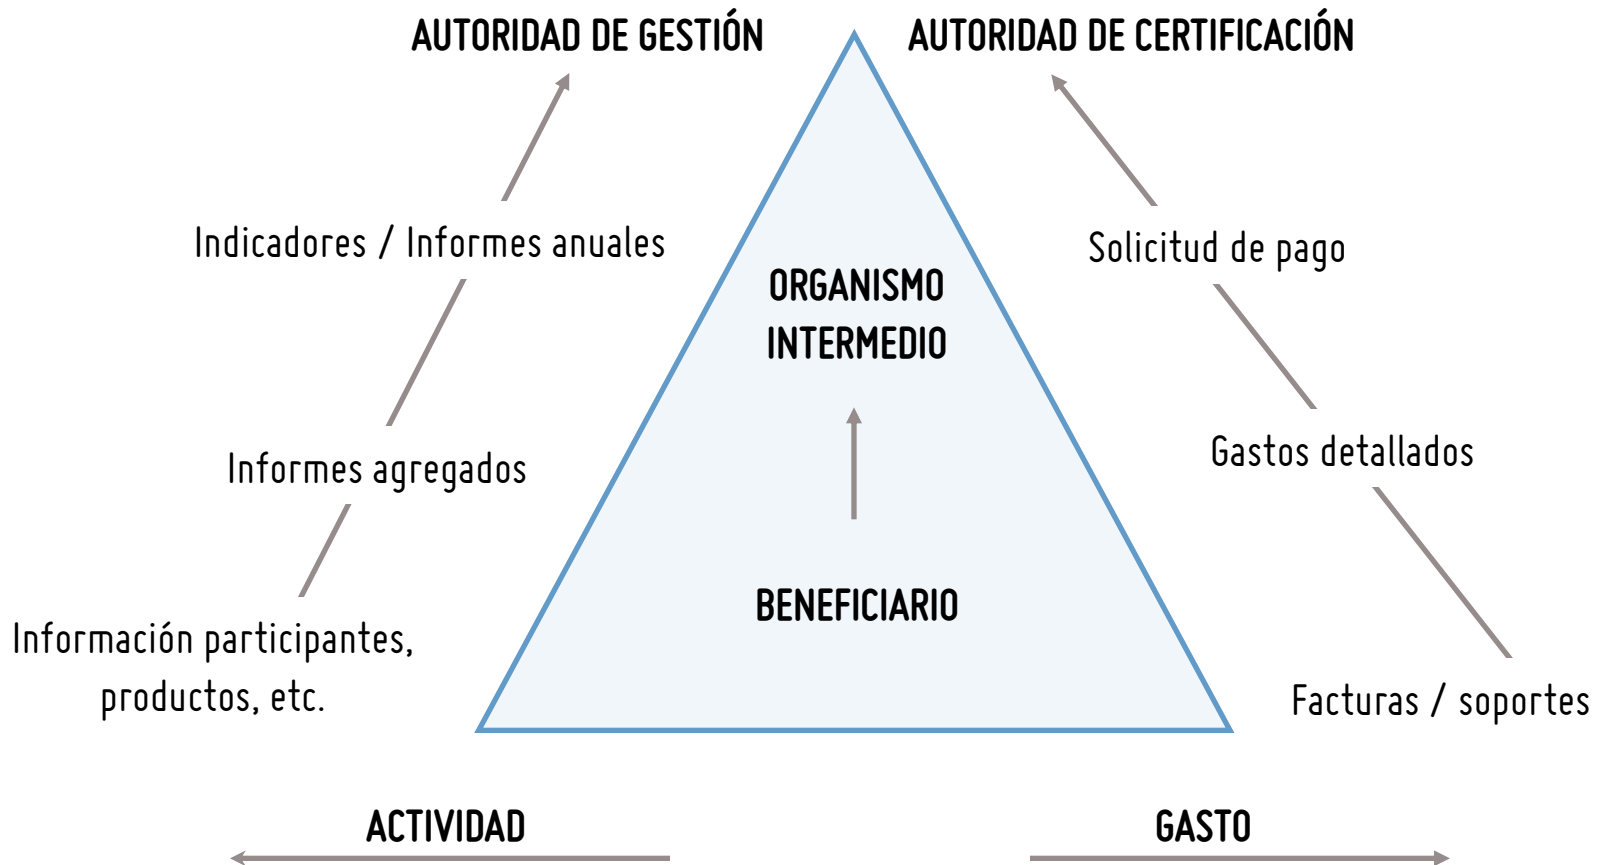 AUTORIDAD DE GESTIÓN
AUTORIDAD DE CERTIFICACIÓN
Indicadores / Informes anuales
Solicitud de pago
ORGANISMO
INTERMEDIO
Informes agregados
Gastos detallados
BENEFICIARIO
Información participantes,
productos, etc.
Facturas / soportes
ACTIVIDAD
GASTO